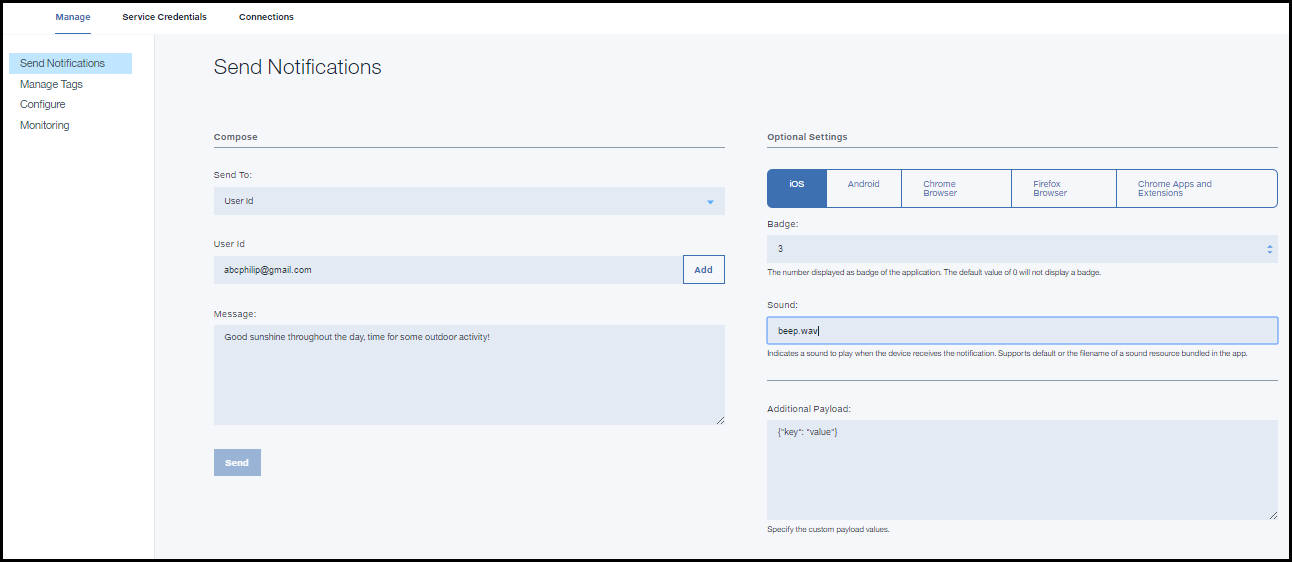 Manage Service Credentials Connections
Send Notifications
Manage Tags
Configure
Monitoring
Send Notifications
Compose
Send To:
User Id
User Id
abcphilip@gmail.com
Add
Message:
Good sunshine throughout the day, time for some outdoor activity!
Send
Optional Settings
iOS
Android
Chrome
Browser
Firefox
Browser
Chrome Apps and
Extensions
Badge:
3
The number displayed as badge of the application. The default value of 0 will not display a badge.
Sound:
beep.wav
Indicates a sound to play when the device receives the notification. Supports default or the filename of a sound resource bundled in the app.
Additional Payload:
{"key": "value"}
Specify the custom payload values.